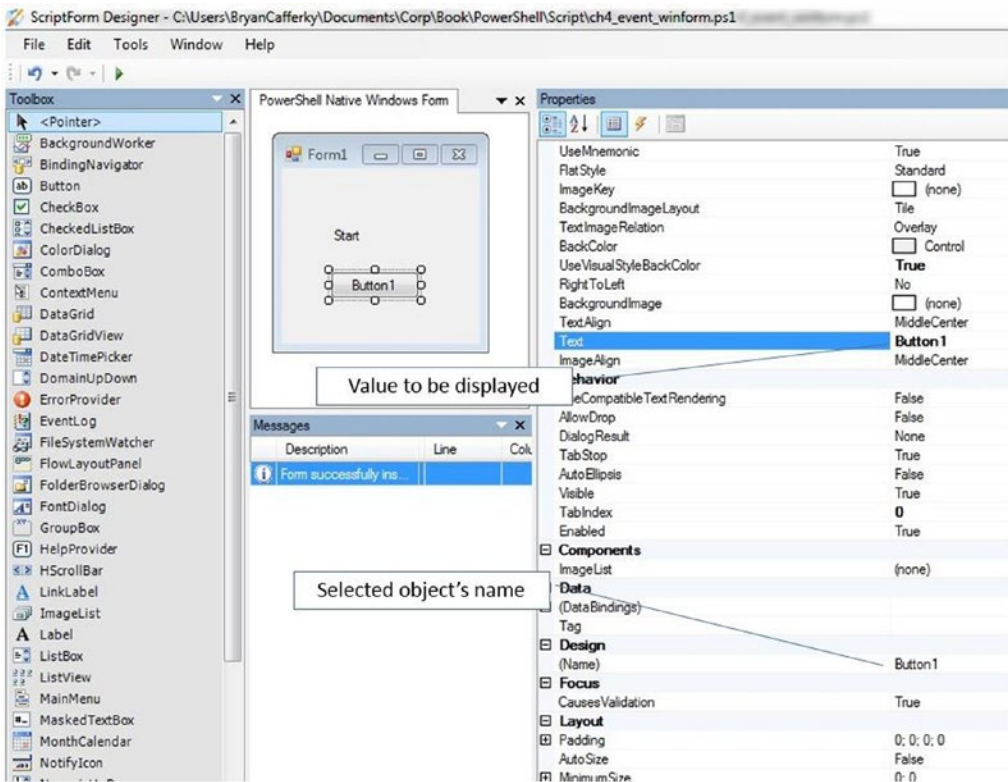 ScriptForm Designer - C:\Users\BryanCafferky\Documents\Corp\Book\PowerShell\Script\ch4_event_winform.ps1
File Edit Tools Window Help
Toolbox
<Pointer>
BackgroundWorker
BindingNavigator
Button
CheckBox
CheckedListBox
ColorDialog
ComboBox
ContextMenu
DataGrid
DataGridView
DateTimePicker
DomainUpDown
ErrorProvider
EventLog
FileSystemWatcher
FlowLayoutPanel
FolderBrowserDialog
FontDialog
GroupBox
HelpProvider
HScrollBar
LinkLabel
ImageList
Label
ListBox
ListView
MainMenu
MaskedTextBox
MonthCalendar
NotifyIcon
PowerShell Native Windows Form
Form1
Start
Button1
Value to be displayed
Messages
Description Line Colu
Form successfully ins...
Selected object's name
Properties
UseMnemonic True
FlatStyle Standard
ImageKey (none)
BackgroundImageLayout Tile
TextImageRelation Overlay
BackColor Control
UseVisualStyleBackColor True
RightToLeft No
BackgroundImage (none)
TextAlign MiddleCenter
Text Button1
ImageAlign MiddleCenter
ehavior
eCompatibleTextRendering False
AllowDrop False
DialogResult None
TabStop True
AutoEllipsis False
Visible True
TabIndex 0
Enabled True
Components
ImageList (none)
Data
(DataBindings)
Tag
Design
(Name) Button1
Focus
CausesValidation True
Layout
Padding 0; 0; 0; 0
AutoSize False
MinimumSize 0; 0